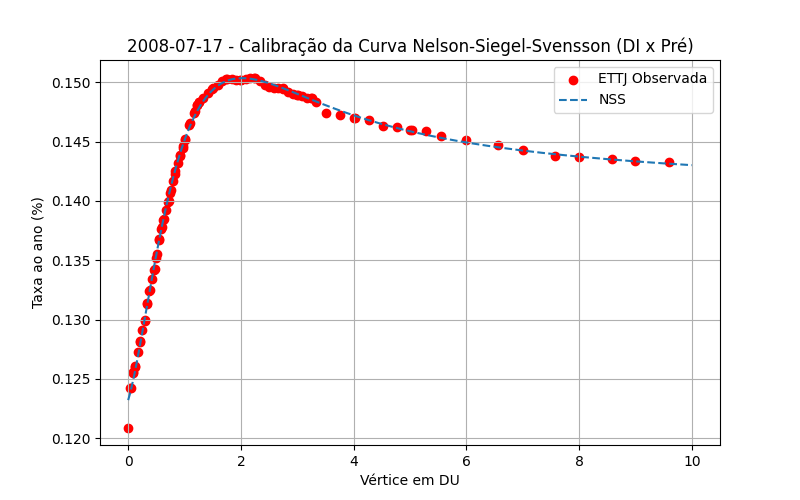 2008-07-17 - Calibração da Curva Nelson-Siegel-Svensson (DI x Pré)
ETTJ Observada
NSS
Taxa ao ano (%)
0.150
0.145
0.140
0.135
0.130
0.125
0.120
0 2 4 6 8 10
Vértice em DU